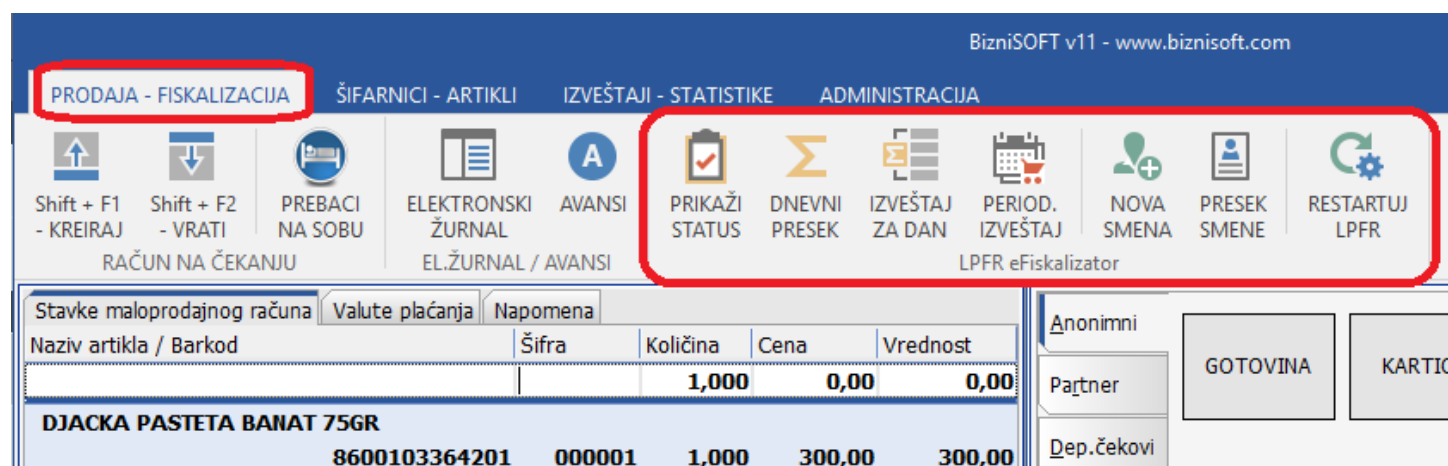 BizniSOFT v11 - www.biznisoft.com
PRODAJA - FISKALIZACIJA ŠIFARNICI - ARTIKLI IZVEŠTAJI - STATISTIKE ADMINISTRACIJA
Shift + F1 - KREIRAJ
Shift + F2 - VRATI
PREBACI NA SOBU
ELEKTRONSKI ŽURNAL
A
AVANSI
PRIKAŽI STATUS
DNEVNI PRESEK
IZVEŠTAJ ZA DAN
PERIOD. IZVEŠTAJ
NOVA SMENA
PRESEK SMENE
RESTARTUJ LPFR
RAČUN NA ČEKANJU
EL.ŽURNAL / AVANSI
LPFR eFiskalizator
Stavke maloprodajnog računa Valute plaćanja Napomena
Naziv artikla / Barkod Šifra Količina Cena Vrednost
1,000 0,00 0,00
DJACKA PASTETA BANAT 75GR
8600103364201 000001 1,000 300,00 300,00
Anonimni
Partner
Dep.čekovi
GOTOVINA
KARTIC